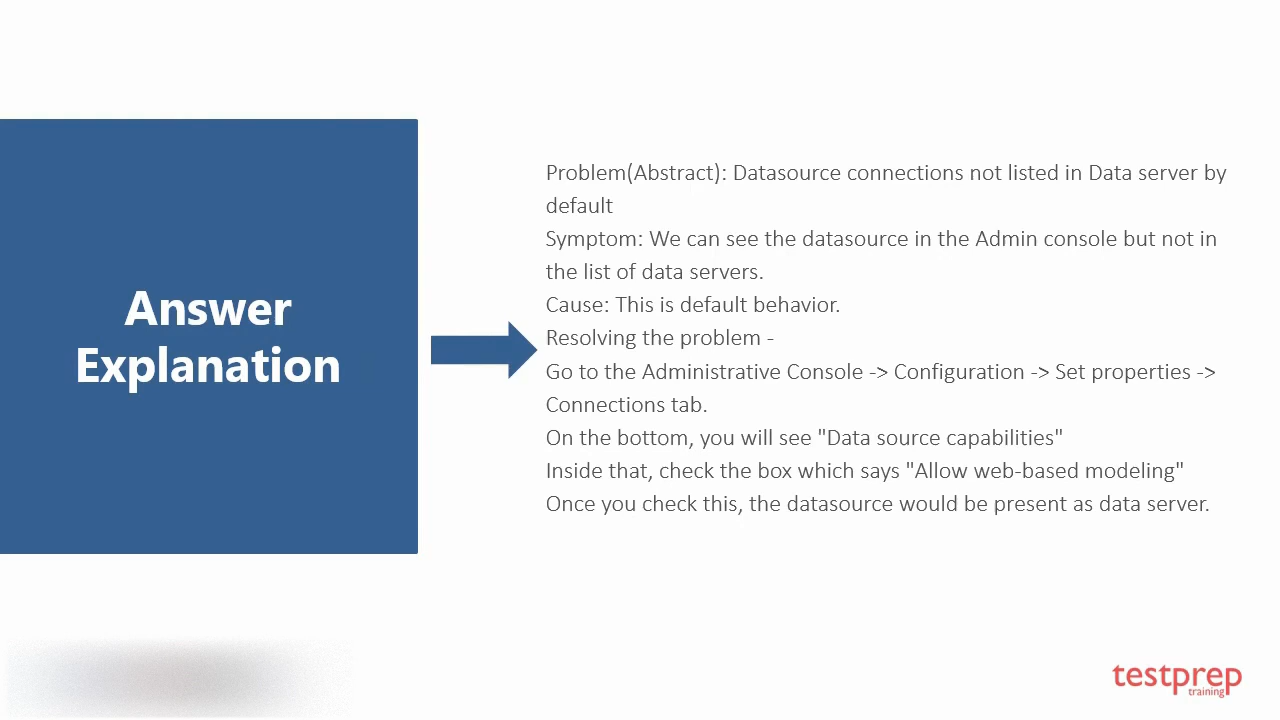 Answer
Explanation
Problem(Abstract): Datasource connections not listed in Data server by
default
Symptom: We can see the datasource in the Admin console but not in
the list of data servers.
Cause: This is default behavior.
Resolving the problem -
Go to the Administrative Console -> Configuration -> Set properties ->
Connections tab.
On the bottom, you will see "Data source capabilities"
Inside that, check the box which says "Allow web-based modeling"
Once you check this, the datasource would be present as data server.
testprep
training